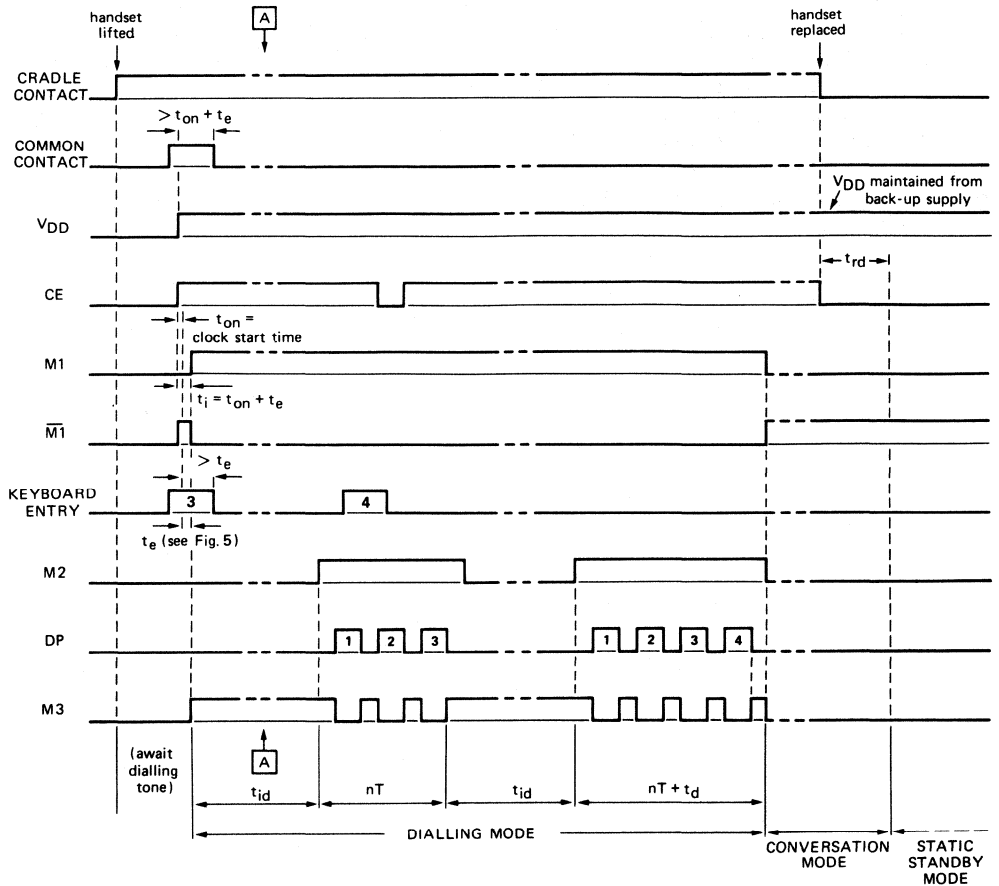 handset
lifted
A
handset
replaced
CRADLE
CONTACT
> ton + te
COMMON
CONTACT
VDD maintained from
back-up supply
VDD
trd
CE
ton =
clock start time
M1
ti = ton + te
M1
> te
KEYBOARD
ENTRY
3
4
te (see Fig. 5)
M2
DP
1 2 3 1 2 3 4
M3
(await
dialling
tone)
A
tid nT tid nT + td
DIALLING MODE
CONVERSATION
MODE
STATIC
STANDBY
MODE